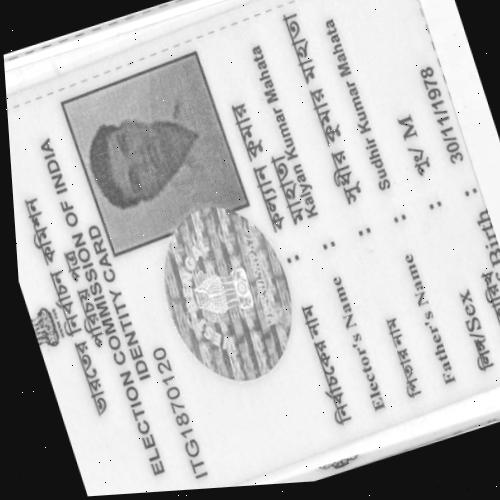 ভারতের নির্বাচন কমিশন
পরিচয় পত্র
ELECTION COMMISSION OF INDIA
IDENTITY CARD
ITG1870120
নির্বাচকের নাম : কল্যান কুমার মাহাতা
Elector's Name : Kalyan Kumar Mahata
পিতার নাম : সুধীর কুমার মাহাতা
Father's Name : Sudhir Kumar Mahata
লিঙ্গ/Sex : পুং/ M
Birth : 30/11/1978